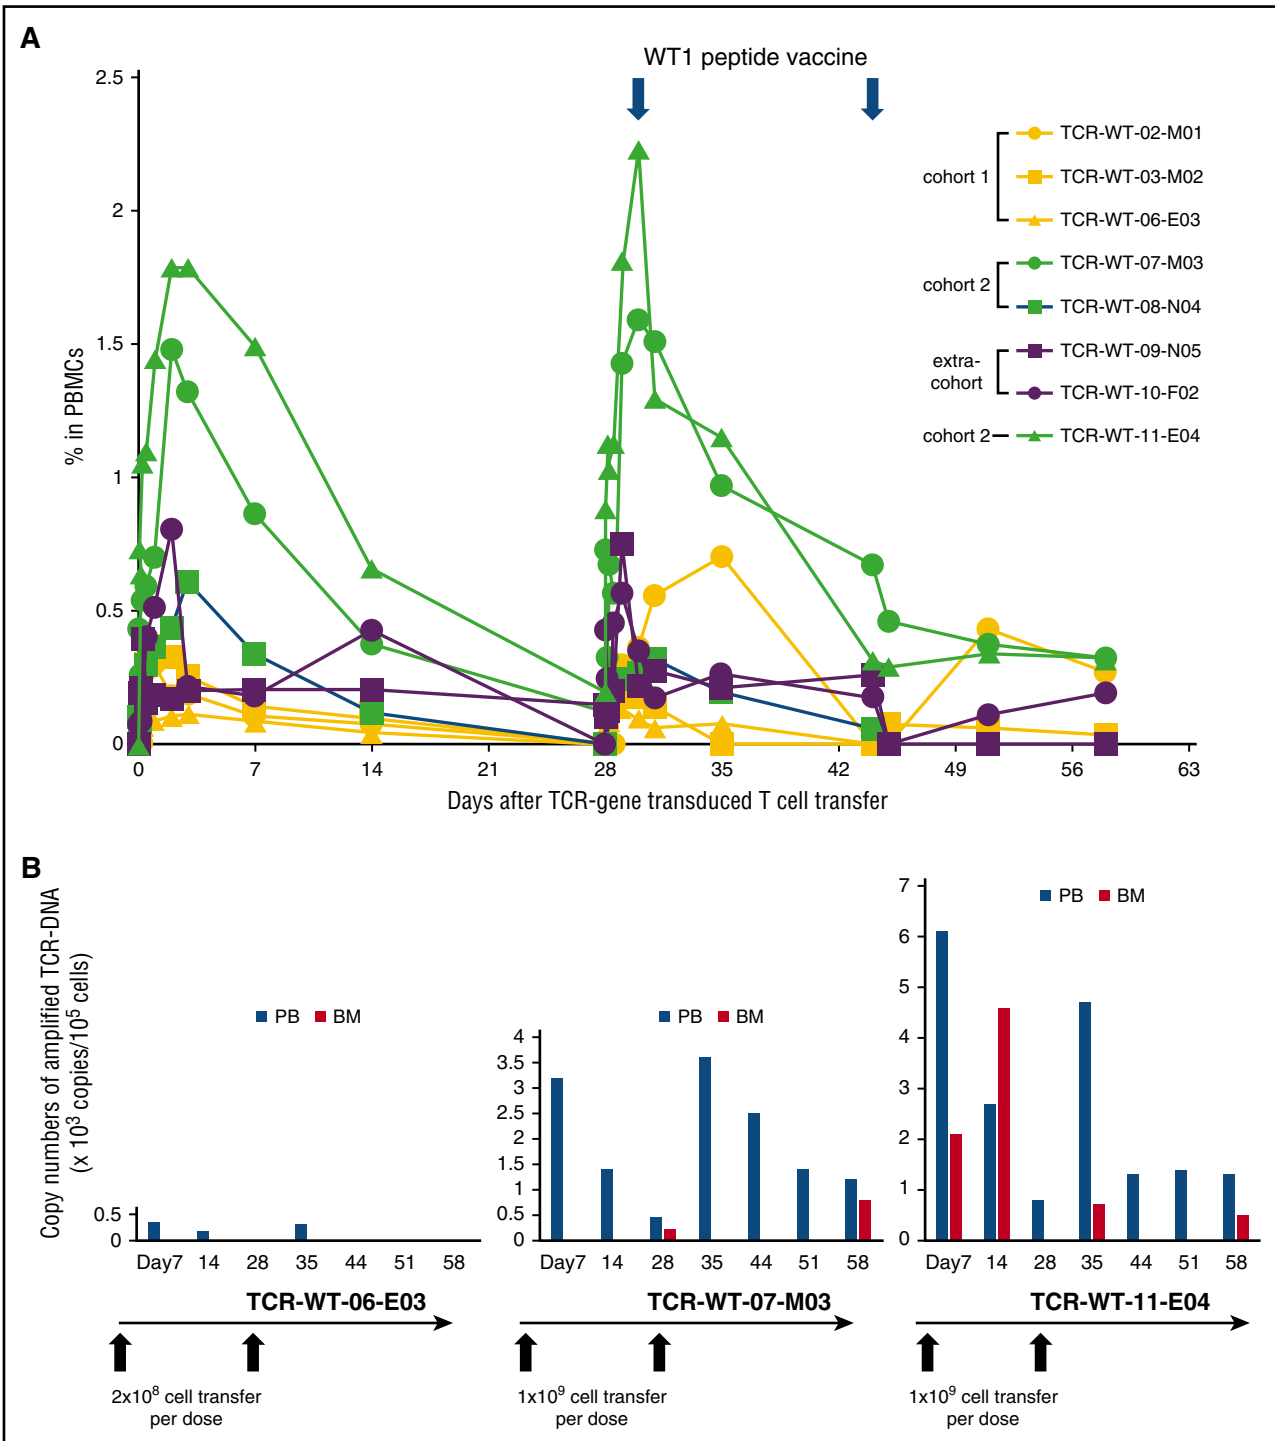 A
WT1 peptide vaccine
% in PBMCs
2.5
2
1.5
1
0.5
0
0 7 14 21 28 35 42 49 56 63
Days after TCR-gene transduced T cell transfer
cohort 1
TCR-WT-02-M01
TCR-WT-03-M02
TCR-WT-06-E03
cohort 2
TCR-WT-07-M03
TCR-WT-08-N04
extra-
cohort
TCR-WT-09-N05
TCR-WT-10-F02
cohort 2
TCR-WT-11-E04
B
Copy numbers of amplified TCR-DNA
(x 10³ copies/10⁵ cells)
PB BM
0.5
0
Day7 14 28 35 44 51 58
TCR-WT-06-E03
2x10⁸ cell transfer
per dose
PB BM
4
3.5
3
2.5
2
1.5
1
0.5
0
Day7 14 28 35 44 51 58
TCR-WT-07-M03
1x10⁹ cell transfer
per dose
PB BM
7
6
5
4
3
2
1
0
Day7 14 28 35 44 51 58
TCR-WT-11-E04
1x10⁹ cell transfer
per dose